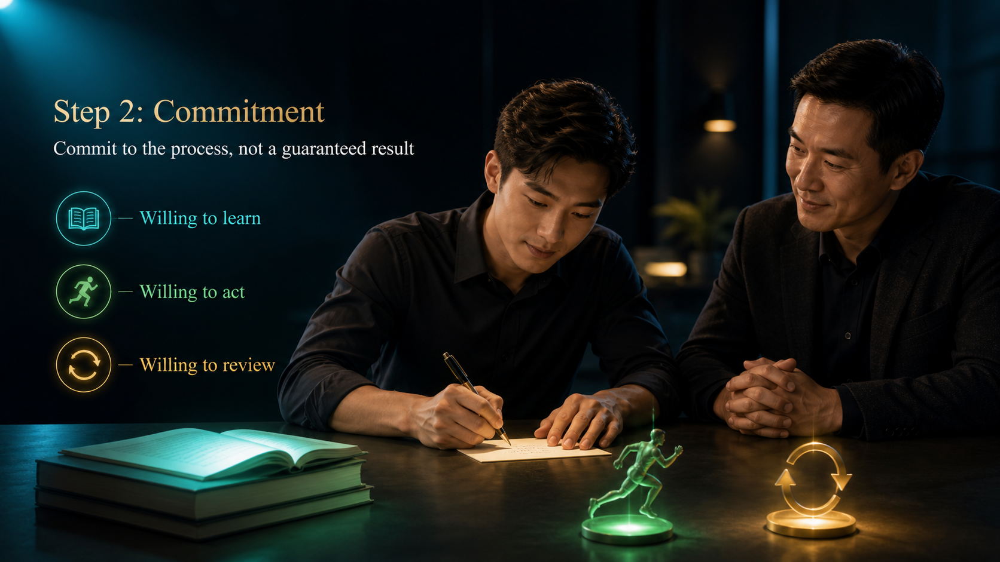 Step 2: Commitment
Commit to the process, not a guaranteed result
Willing to learn
Willing to act
Willing to review